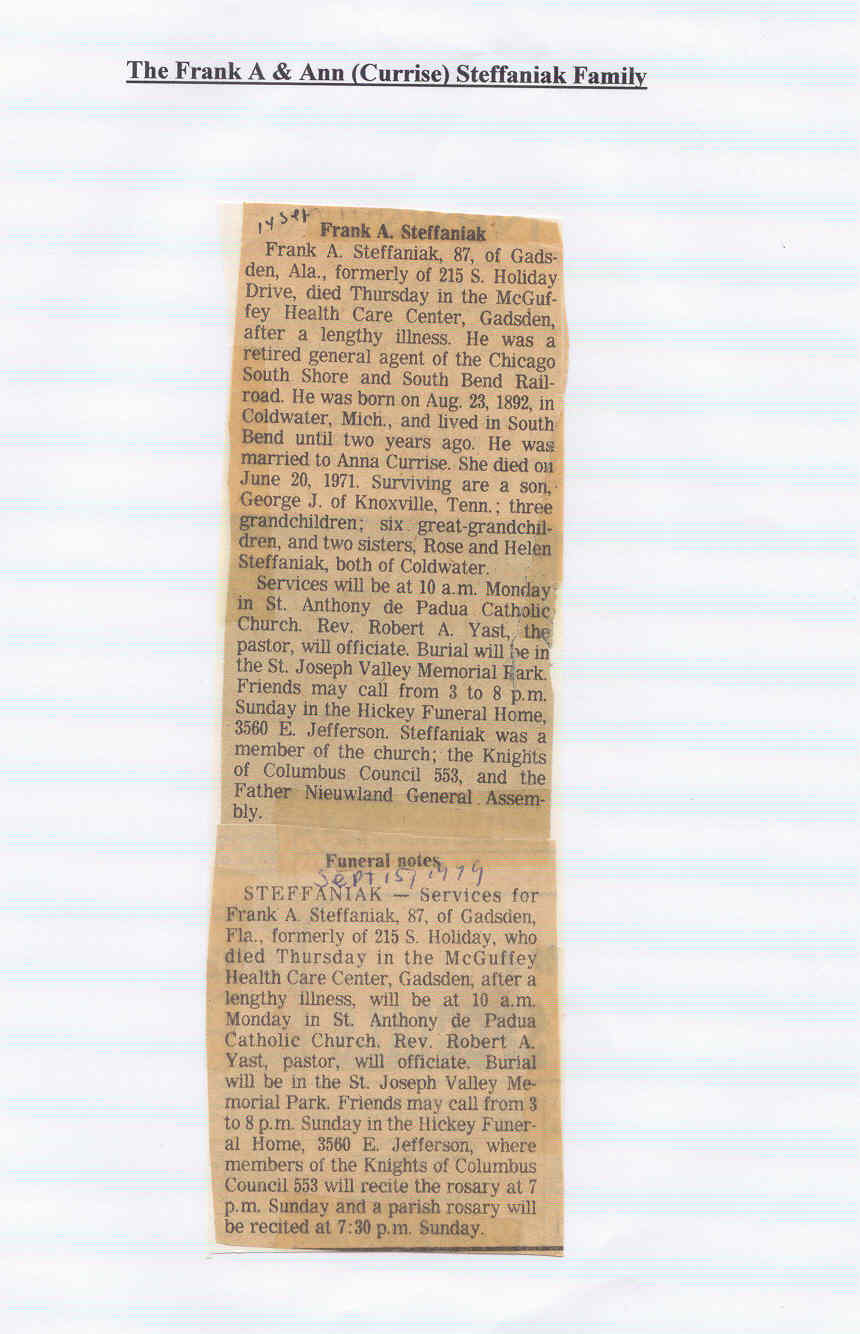 The Frank A & Ann (Currise) Steffaniak Family
14 Sept
Frank A. Steffaniak
Frank A. Steffaniak, 87, of Gads-
den, Ala., formerly of 215 S. Holiday
Drive, died Thursday in the McGuf-
fey Health Care Center, Gadsden,
after a lengthy illness. He was a
retired general agent of the Chicago
South Shore and South Bend Rail-
road. He was born on Aug. 23, 1892, in
Coldwater, Mich., and lived in South
Bend until two years ago. He was
married to Anna Currise. She died on
June 20, 1971. Surviving are a son,
George J. of Knoxville, Tenn.; three
grandchildren; six great-grandchil-
dren, and two sisters, Rose and Helen
Steffaniak, both of Coldwater.
Services will be at 10 a.m. Monday
in St. Anthony de Padua Catholic
Church. Rev. Robert A. Yast, the
pastor, will officiate. Burial will be in
the St. Joseph Valley Memorial Park.
Friends may call from 3 to 8 p.m.
Sunday in the Hickey Funeral Home,
3560 E. Jefferson. Steffaniak was a
member of the church; the Knights
of Columbus Council 553, and the
Father Nieuwland General Assem-
bly.
Funeral notes
Sept 15, 1979
STEFFANIAK — Services for
Frank A. Steffaniak, 87, of Gadsden,
Fla., formerly of 215 S. Holiday, who
died Thursday in the McGuffey
Health Care Center, Gadsden, after a
lengthy illness, will be at 10 a.m.
Monday in St. Anthony de Padua
Catholic Church. Rev. Robert A.
Yast, pastor, will officiate. Burial
will be in the St. Joseph Valley Me-
morial Park. Friends may call from 3
to 8 p.m. Sunday in the Hickey Funer-
al Home, 3560 E. Jefferson, where
members of the Knights of Columbus
Council 553 will recite the rosary at 7
p.m. Sunday and a parish rosary will
be recited at 7:30 p.m. Sunday.